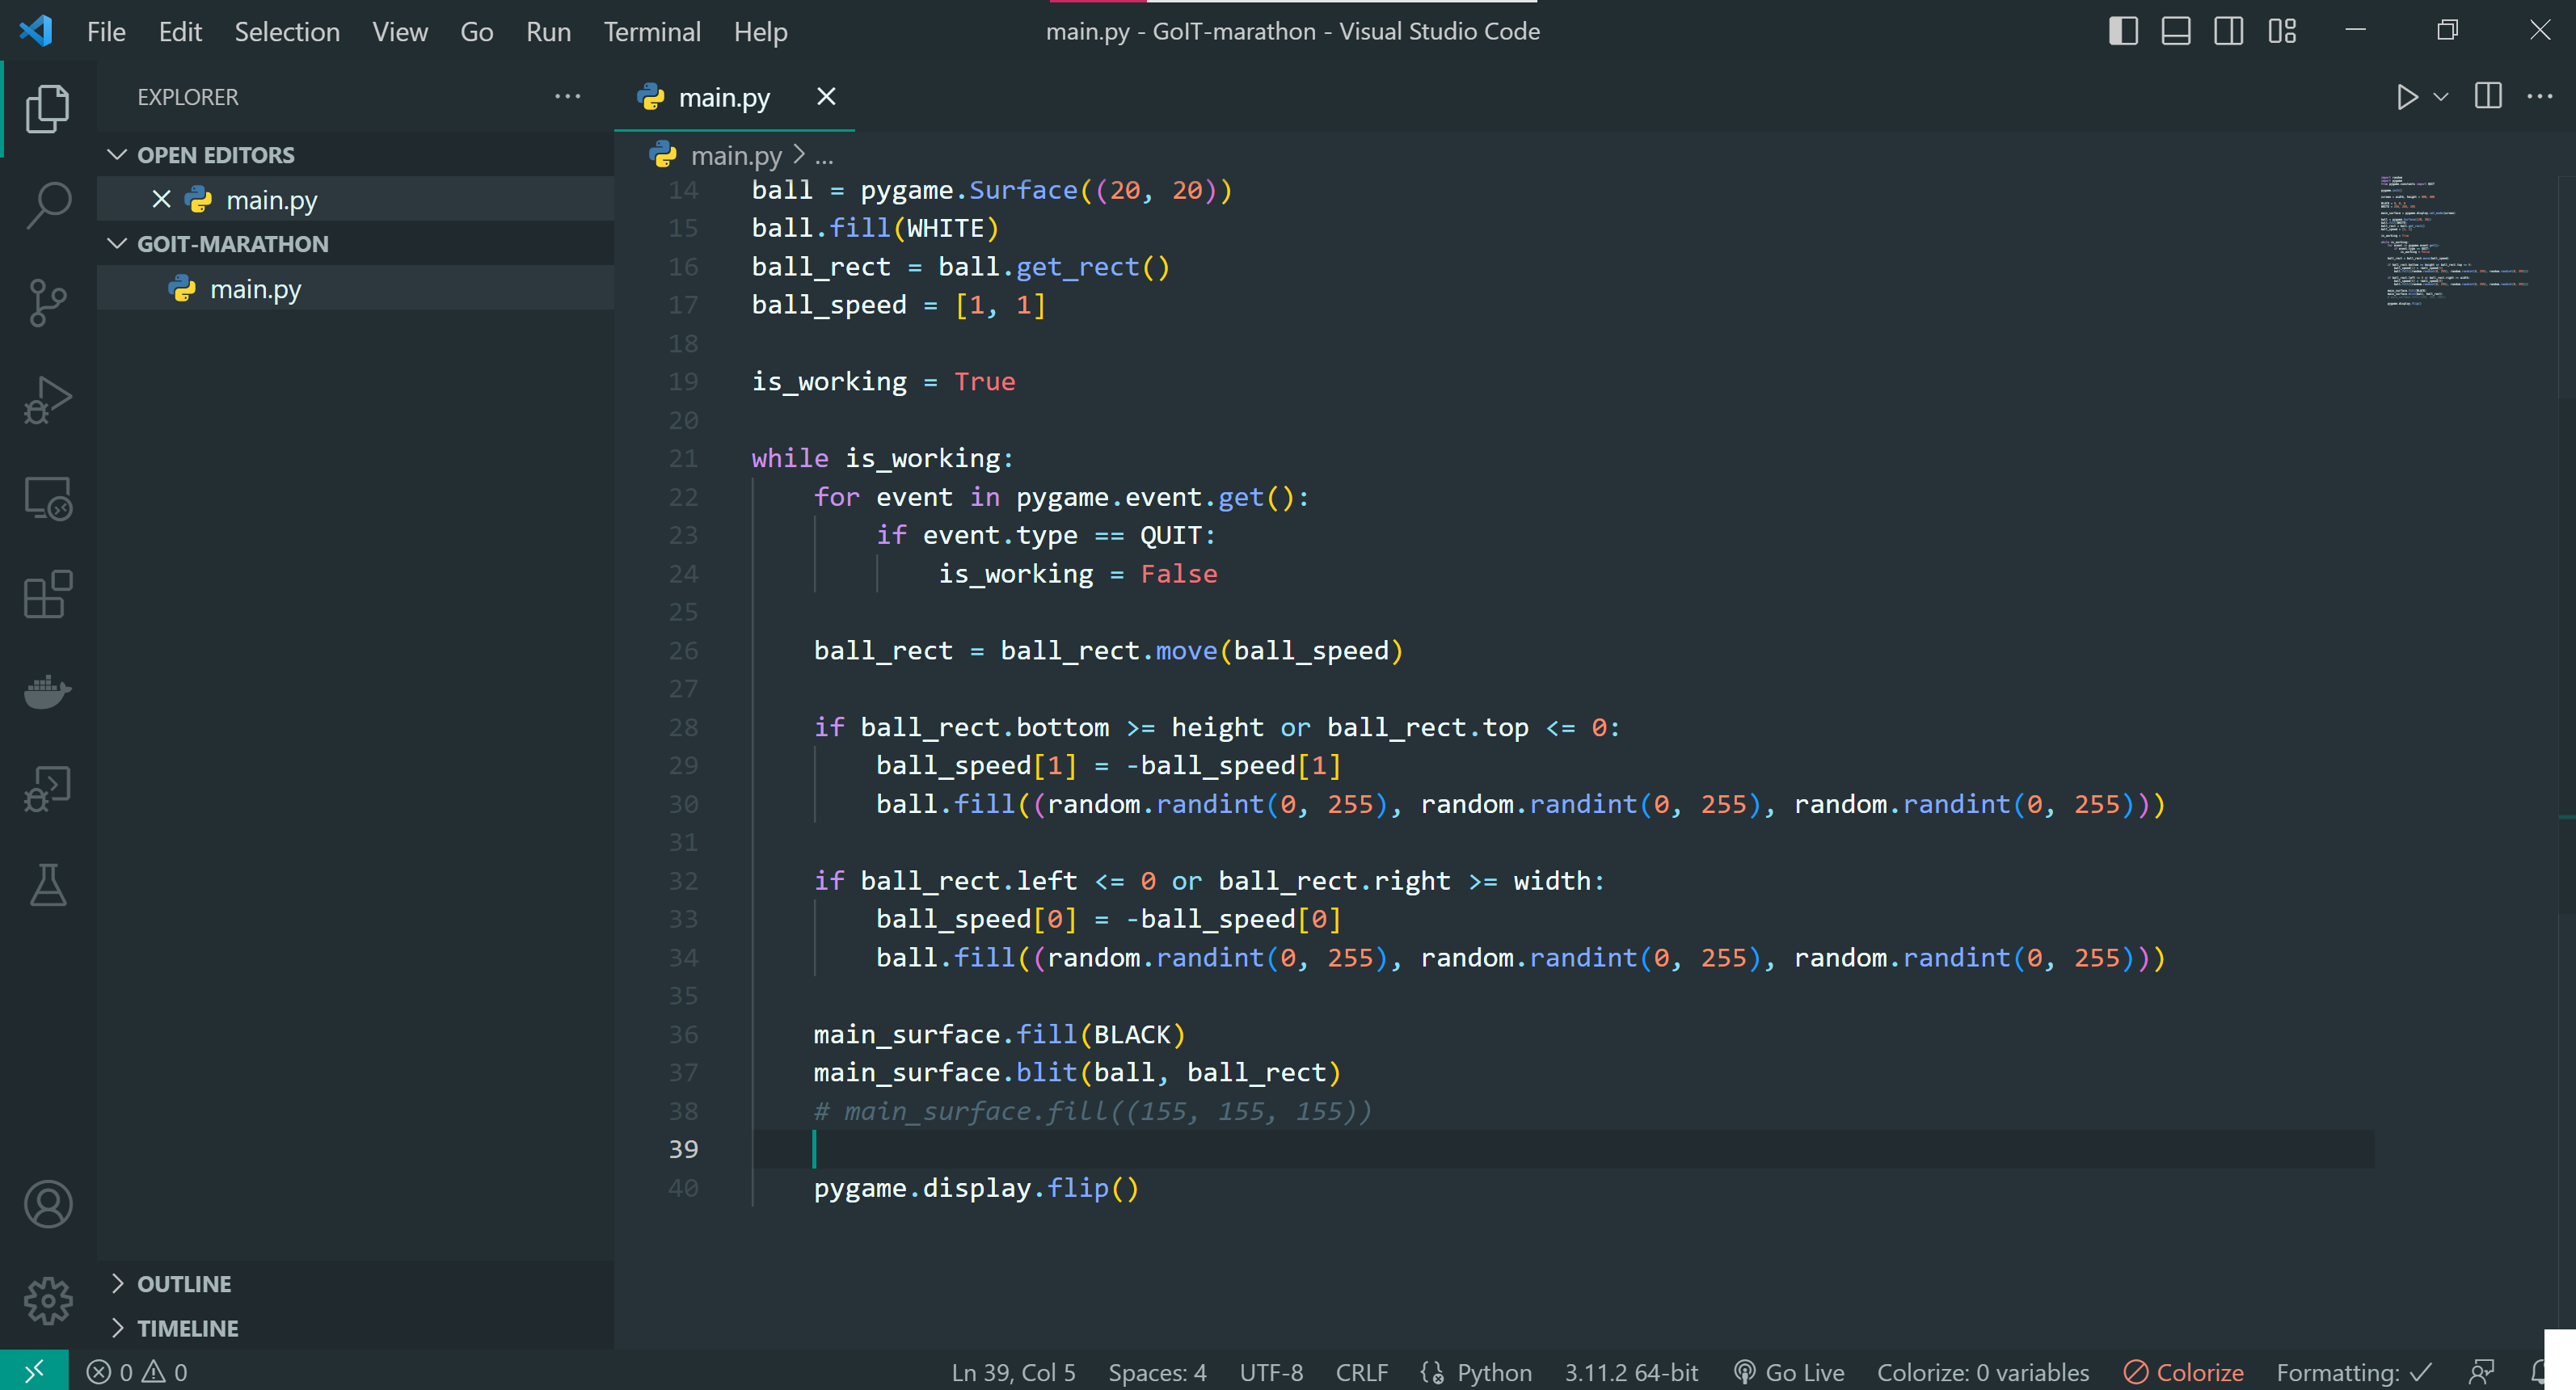 File Edit Selection View Go Run Terminal Help
main.py - GoIT-marathon - Visual Studio Code
EXPLORER
OPEN EDITORS
main.py
GOIT-MARATHON
main.py
OUTLINE
TIMELINE
main.py
main.py > ...
14 ball = pygame.Surface((20, 20))
15 ball.fill(WHITE)
16 ball_rect = ball.get_rect()
17 ball_speed = [1, 1]
18
19 is_working = True
20
21 while is_working:
22     for event in pygame.event.get():
23         if event.type == QUIT:
24             is_working = False
25
26     ball_rect = ball_rect.move(ball_speed)
27
28     if ball_rect.bottom >= height or ball_rect.top <= 0:
29         ball_speed[1] = -ball_speed[1]
30         ball.fill((random.randint(0, 255), random.randint(0, 255), random.randint(0, 255)))
31
32     if ball_rect.left <= 0 or ball_rect.right >= width:
33         ball_speed[0] = -ball_speed[0]
34         ball.fill((random.randint(0, 255), random.randint(0, 255), random.randint(0, 255)))
35
36     main_surface.fill(BLACK)
37     main_surface.blit(ball, ball_rect)
38     # main_surface.fill((155, 155, 155))
39
40     pygame.display.flip()
0 0 Ln 39, Col 5 Spaces: 4 UTF-8 CRLF Python 3.11.2 64-bit Go Live Colorize: 0 variables Colorize Formatting: ✓